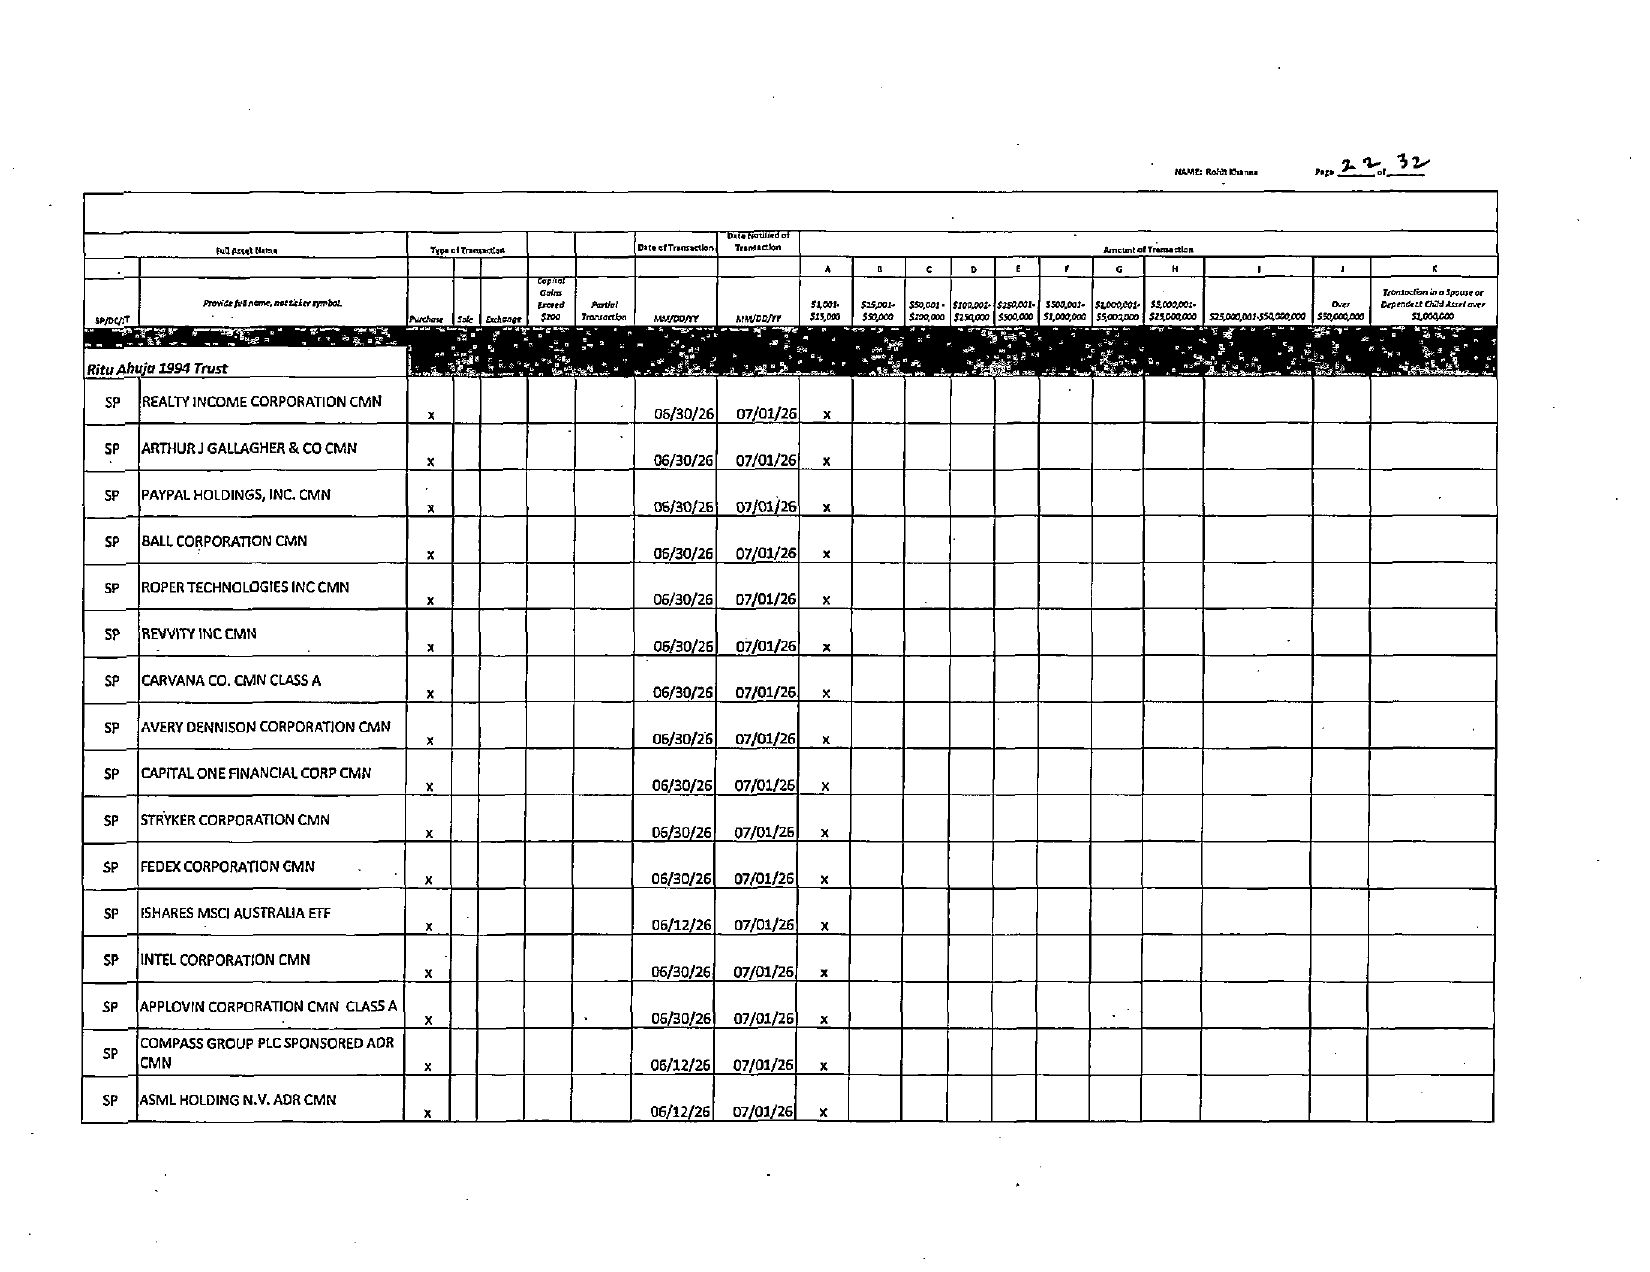 NAME: Rohit Khanna Page 22 of 32
Full Asset Name Type of Transaction Date of Transaction Date Notified of Transaction Amount of Transaction
A B C D E F G H I J K
SP/DC/JT Provide full name, not ticker symbol. Purchase Sale Exchange Capital Gains Exceed $200 Partial Transaction MM/DD/YY MM/DD/YY $1,001-$15,000 $15,001-$50,000 $50,001-$100,000 $100,001-$250,000 $250,001-$500,000 $500,001-$1,000,000 $1,000,001-$5,000,000 $5,000,001-$25,000,000 $25,000,001-$50,000,000 Over $50,000,000 Transaction in a Spouse or Dependent Child Asset over $1,000,000
Ritu Ahuja 1994 Trust
SP REALTY INCOME CORPORATION CMN x 06/30/26 07/01/26 x
SP ARTHUR J GALLAGHER & CO CMN x 06/30/26 07/01/26 x
SP PAYPAL HOLDINGS, INC. CMN x 06/30/26 07/01/26 x
SP BALL CORPORATION CMN x 06/30/26 07/01/26 x
SP ROPER TECHNOLOGIES INC CMN x 06/30/26 07/01/26 x
SP REVVITY INC CMN x 06/30/26 07/01/26 x
SP CARVANA CO. CMN CLASS A x 06/30/26 07/01/26 x
SP AVERY DENNISON CORPORATION CMN x 06/30/26 07/01/26 x
SP CAPITAL ONE FINANCIAL CORP CMN x 06/30/26 07/01/26 x
SP STRYKER CORPORATION CMN x 06/30/26 07/01/26 x
SP FEDEX CORPORATION CMN x 06/30/26 07/01/26 x
SP ISHARES MSCI AUSTRALIA ETF x 06/12/26 07/01/26 x
SP INTEL CORPORATION CMN x 06/30/26 07/01/26 x
SP APPLOVIN CORPORATION CMN CLASS A x 06/30/26 07/01/26 x
SP COMPASS GROUP PLC SPONSORED ADR
CMN x 06/12/26 07/01/26 x
SP ASML HOLDING N.V. ADR CMN x 06/12/26 07/01/26 x